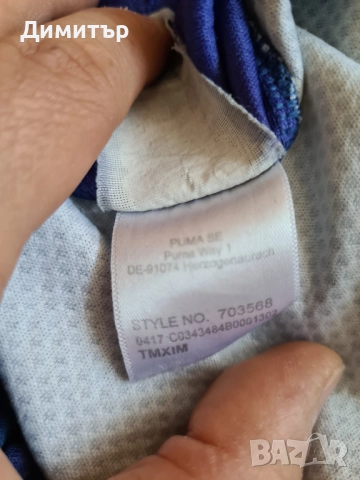 Димитър
PUMA SE
Puma Way 1
DE-91074 Herzogenaurach
STYLE NO. 703568
0417 C0343484B0001302
TMXIM
BAZAR